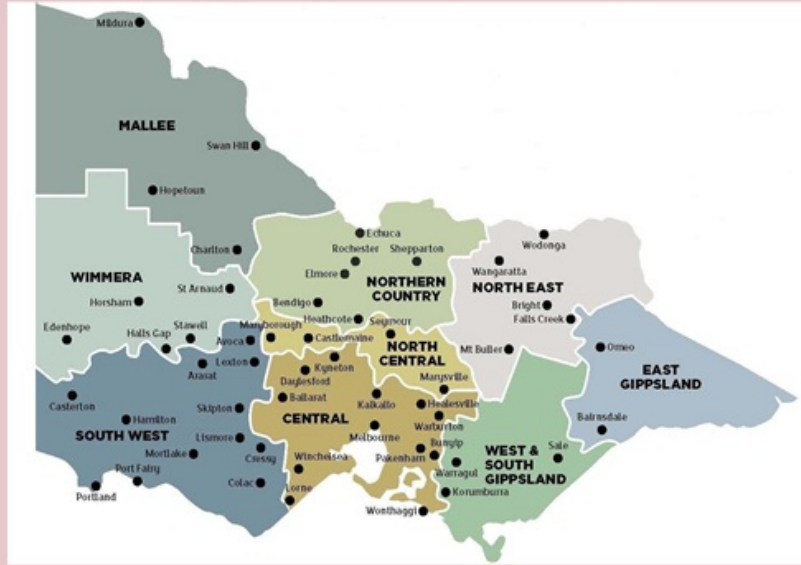 Mildura
MALLEE
Swan Hill
Hopetoun
Charlton
WIMMERA
St Arnaud
Horsham
Edenhope
Stawell
Halls Gap
Echuca
Rochester
Shepparton
Elmore
NORTHERN
COUNTRY
Bendigo
Heathcote
Wodonga
Wangaratta
NORTH EAST
Bright
Falls Creek
Mt Buller
Maryborough
Castlemaine
Seymour
NORTH
CENTRAL
Marysville
Omeo
EAST
GIPPSLAND
Bairnsdale
Avoca
Lexton
Ararat
Casterton
Skipton
Hamilton
SOUTH WEST
Lismore
Mortlake
Cressy
Port Fairy
Portland
Colac
Kyneton
Daylesford
Ballarat
CENTRAL
Kalkallo
Healesville
Warburton
Melbourne
Bunyip
Pakenham
Winchelsea
Lorne
Wonthaggi
Sale
WEST &
SOUTH
GIPPSLAND
Warragul
Korumburra